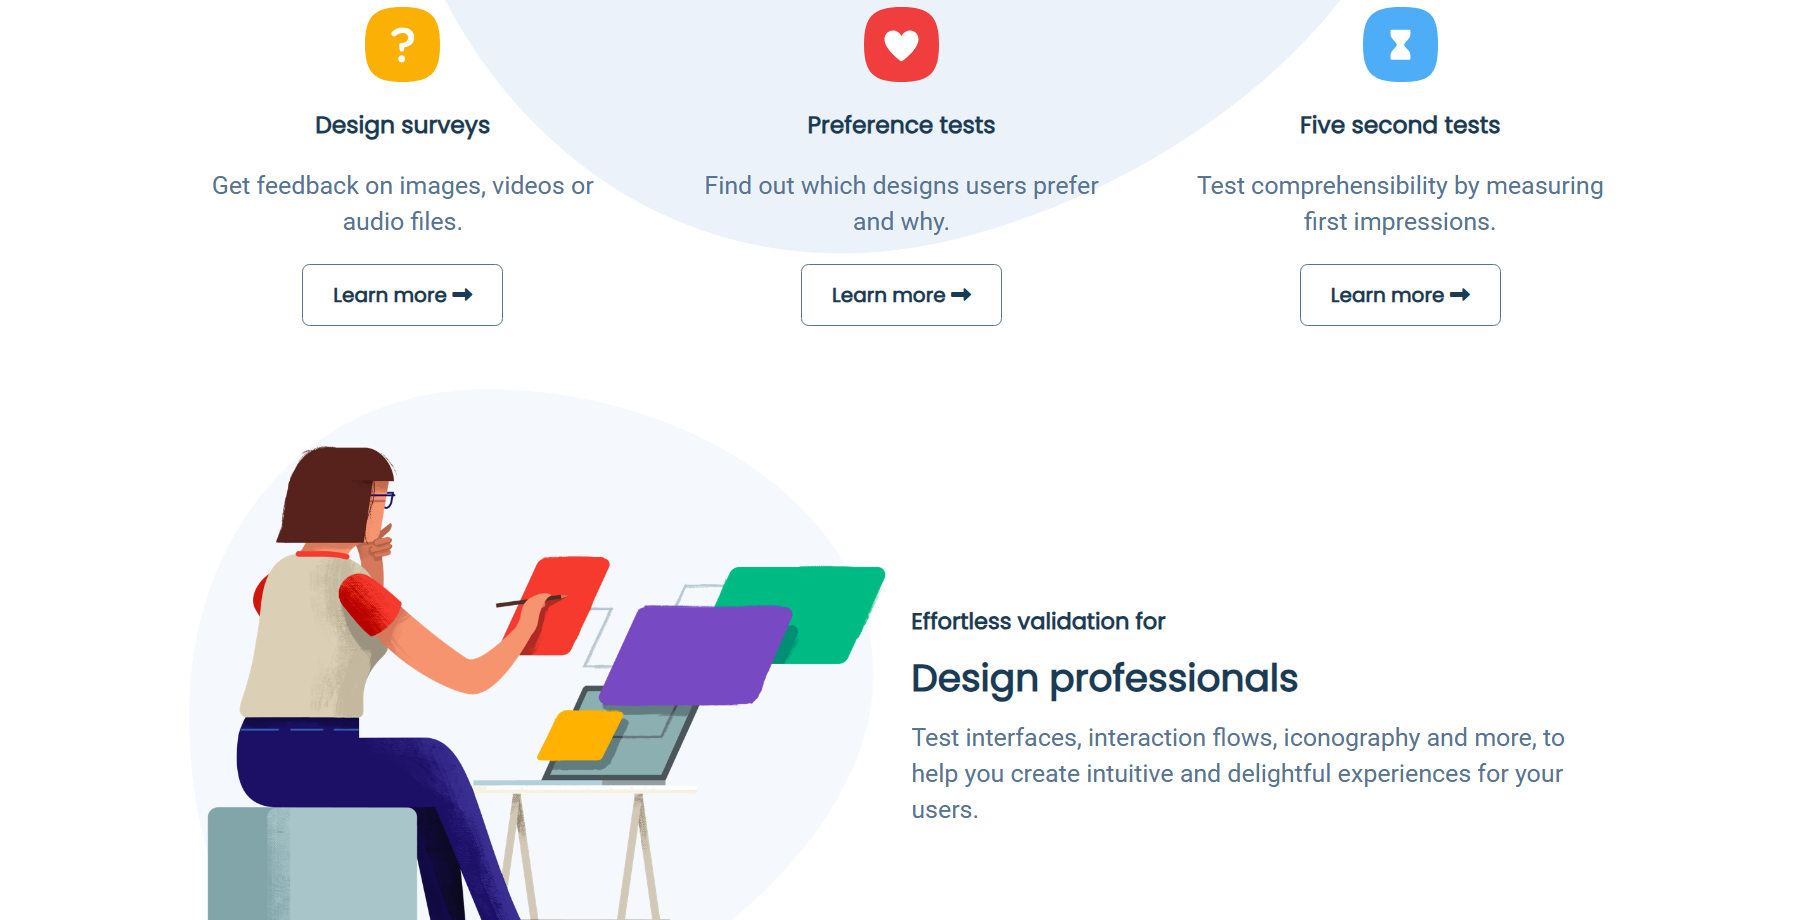 Design surveys
Get feedback on images, videos or
audio files.
Learn more
Preference tests
Find out which designs users prefer
and why.
Learn more
Five second tests
Test comprehensibility by measuring
first impressions.
Learn more
Effortless validation for
Design professionals
Test interfaces, interaction flows, iconography and more, to
help you create intuitive and delightful experiences for your
users.